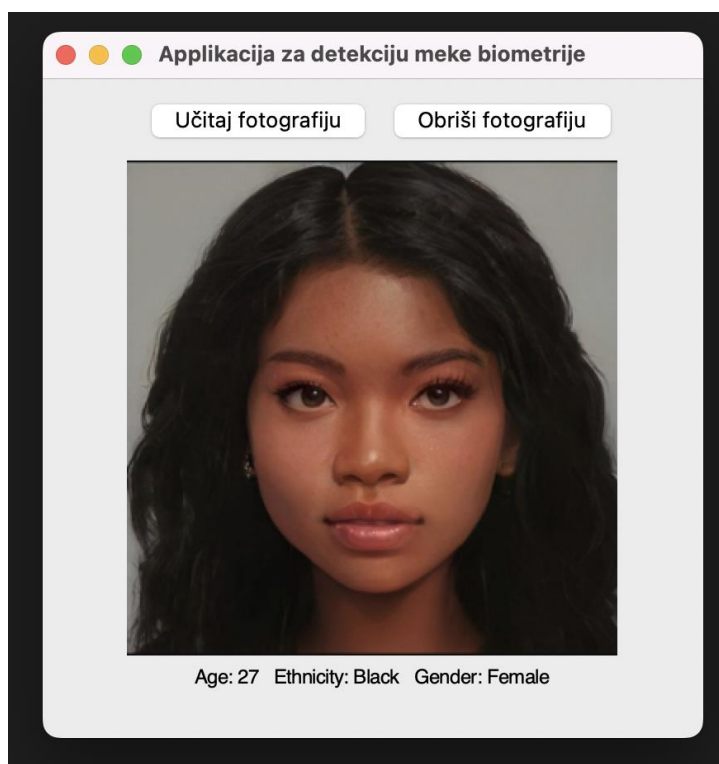 Applikacija za detekciju meke biometrije
Učitaj fotografiju Obriši fotografiju
Age: 27 Ethnicity: Black Gender: Female